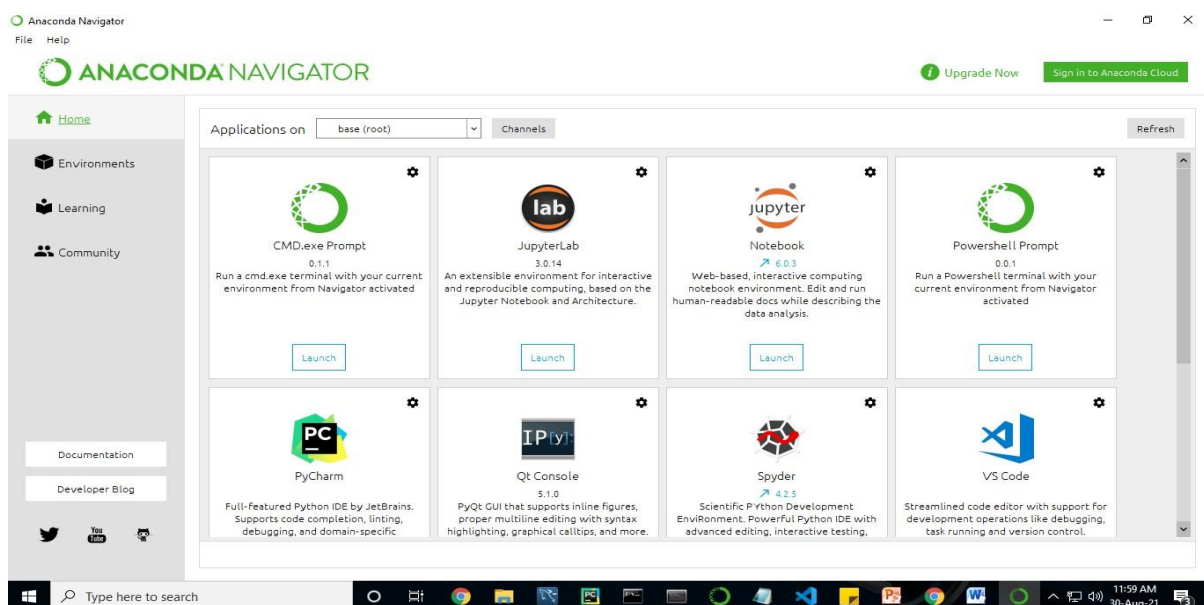 Anaconda Navigator
File Help
ANACONDA NAVIGATOR
Upgrade Now
Sign in to Anaconda Cloud
Home
Environments
Learning
Community
Documentation
Developer Blog
You
Tube
Applications on
base (root)
Channels
Refresh
CMD.exe Prompt
0.1.1
Run a cmd.exe terminal with your current
environment from Navigator activated
Launch
lab
JupyterLab
3.0.14
An extensible environment for interactive
and reproducible computing, based on the
Jupyter Notebook and Architecture.
Launch
jupyter
Notebook
6.0.3
Web-based, interactive computing
notebook environment. Edit and run
human-readable docs while describing the
data analysis.
Launch
Powershell Prompt
0.0.1
Run a Powershell terminal with your
current environment from Navigator
activated
Launch
PC
PyCharm
Full-featured Python IDE by JetBrains.
Supports code completion, linting,
debugging, and domain-specific
IP[y]:
Qt Console
5.1.0
PyQt GUI that supports inline figures,
proper multiline editing with syntax
highlighting, graphical calltips, and more.
Spyder
4.2.5
Scientific PYthon Development
EnviRonment. Powerful Python IDE with
advanced editing, interactive testing,
VS Code
Streamlined code editor with support for
development operations like debugging,
task running and version control.
Type here to search
11:59 AM
30-Aug-21